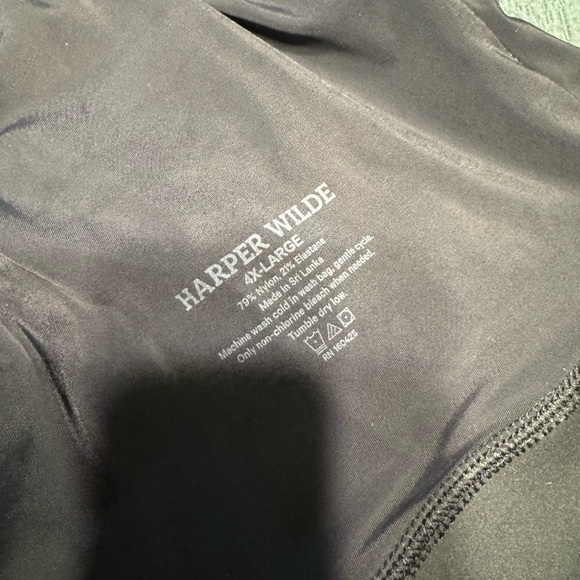 HARPER WILDE
4X-LARGE
79% Nylon, 21% Elastane
Made in Sri Lanka
Machine wash cold in wash bag, gentle cycle.
Only non-chlorine bleach when needed.
Tumble dry low.
RN 160425